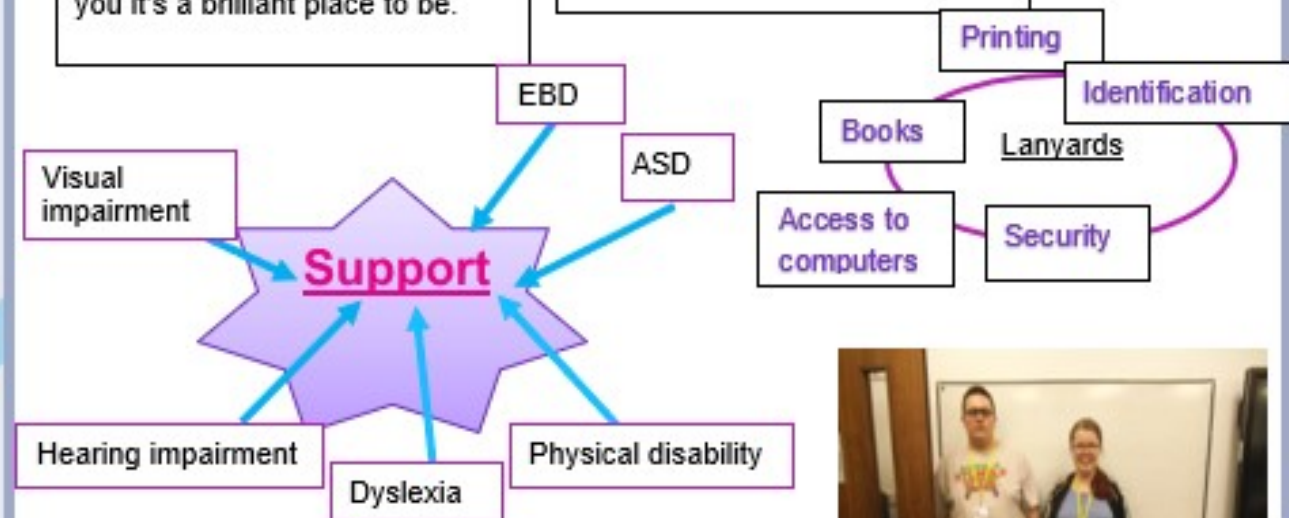 you it's a brilliant place to be.
Printing
EBD
Identification
Books
Lanyards
ASD
Visual
impairment
Access to
computers
Security
Support
Hearing impairment
Physical disability
Dyslexia